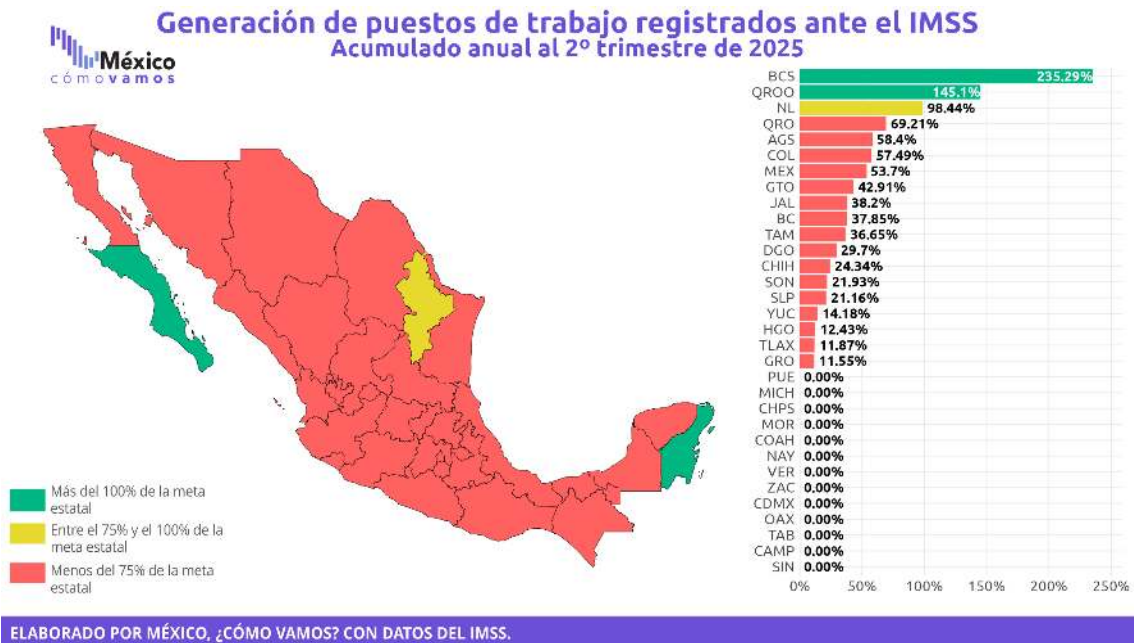 Generación de puestos de trabajo registrados ante el IMSS
Acumulado anual al 2º trimestre de 2025
México
cómovamos
BCS 235.29%
QROO 145.1%
NL 98.44%
QRO 69.21%
AGS 58.4%
COL 57.49%
MEX 53.7%
GTO 42.91%
JAL 38.2%
BC 37.85%
TAM 36.65%
DGO 29.7%
CHIH 24.34%
SON 21.93%
SLP 21.16%
YUC 14.18%
HGO 12.43%
TLAX 11.87%
GRO 11.55%
PUE 0.00%
MICH 0.00%
CHPS 0.00%
MOR 0.00%
COAH 0.00%
NAY 0.00%
VER 0.00%
ZAC 0.00%
CDMX 0.00%
OAX 0.00%
TAB 0.00%
CAMP 0.00%
SIN 0.00%
0% 50% 100% 150% 200% 250%
Más del 100% de la meta
estatal
Entre el 75% y el 100% de la
meta estatal
Menos del 75% de la meta
estatal
ELABORADO POR MÉXICO, ¿CÓMO VAMOS? CON DATOS DEL IMSS.